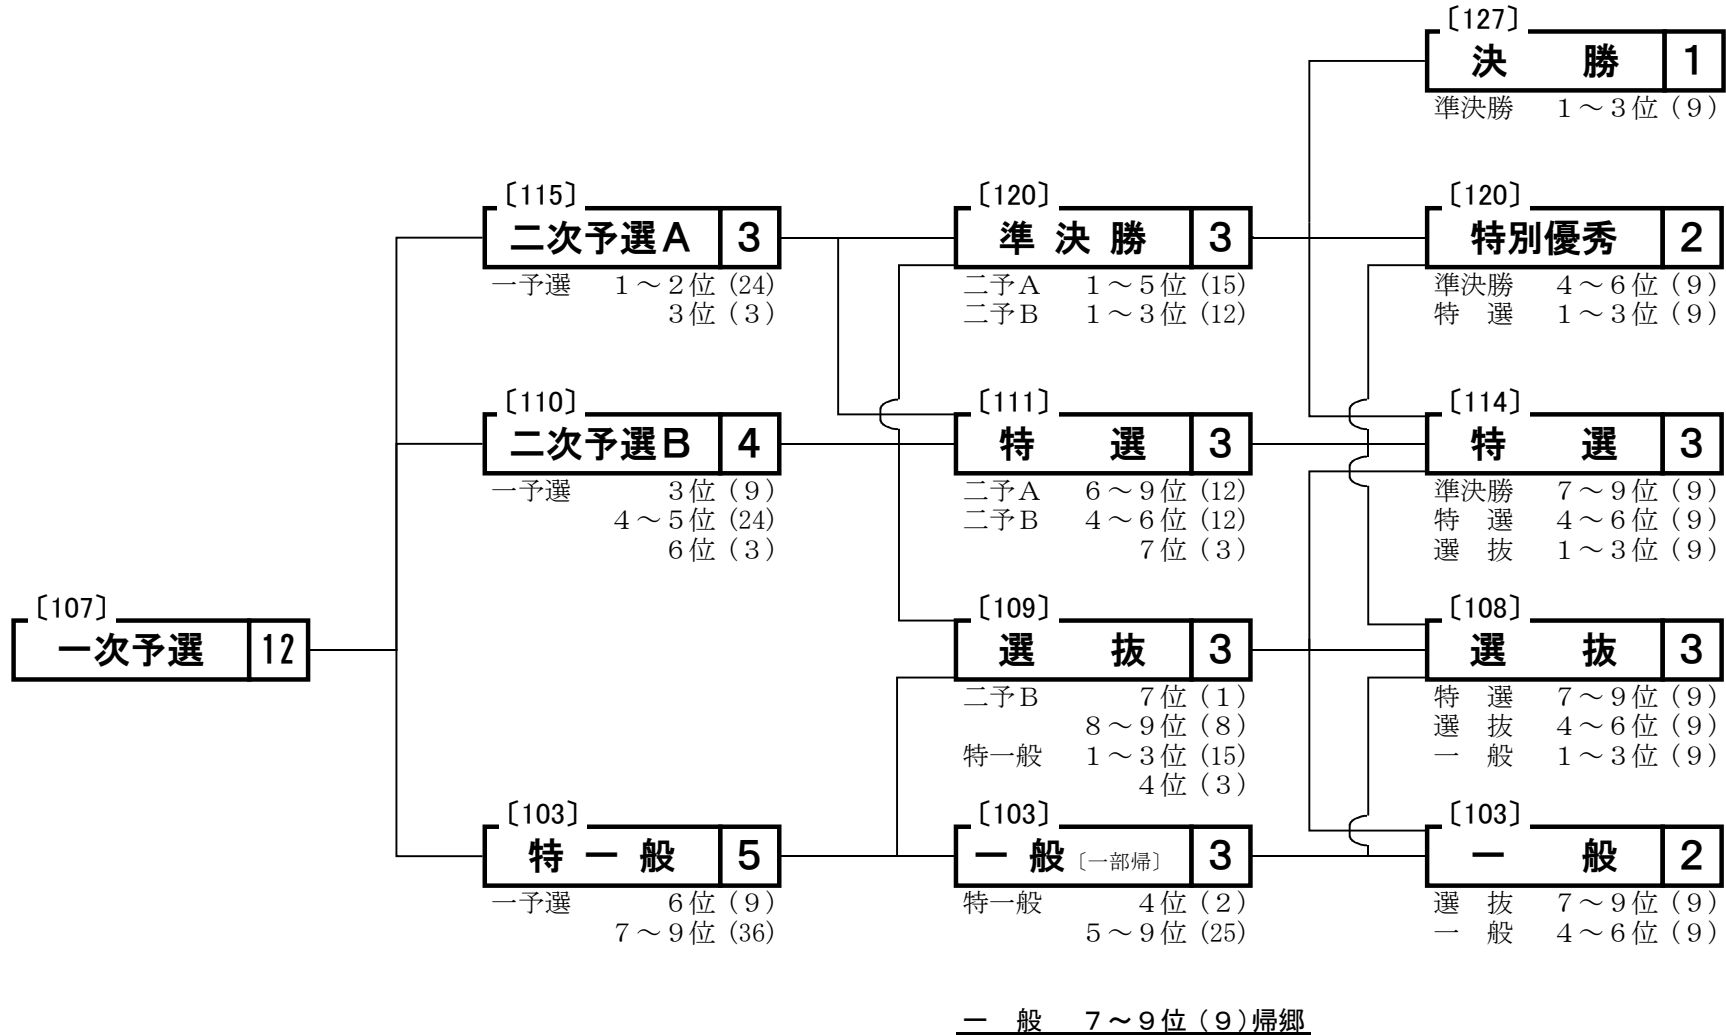 〔107〕
一次予選 12
〔115〕
二次予選A 3
一予選 1～2位 (24)
3位 (3)
〔110〕
二次予選B 4
一予選 3位 (9)
4～5位 (24)
6位 (3)
〔103〕
特一般 5
一予選 6位 (9)
7～9位 (36)
〔120〕
準決勝 3
二予A 1～5位 (15)
二予B 1～3位 (12)
〔111〕
特選 3
二予A 6～9位 (12)
二予B 4～6位 (12)
7位 (3)
〔109〕
選抜 3
二予B 7位 (1)
8～9位 (8)
特一般 1～3位 (15)
4位 (3)
〔103〕
一般〔一部帰〕 3
特一般 4位 (2)
5～9位 (25)
一般 7～9位 (9)帰郷
〔127〕
決勝 1
準決勝 1～3位 (9)
〔120〕
特別優秀 2
準決勝 4～6位 (9)
特選 1～3位 (9)
〔114〕
特選 3
準決勝 7～9位 (9)
特選 4～6位 (9)
選抜 1～3位 (9)
〔108〕
選抜 3
特選 7～9位 (9)
選抜 4～6位 (9)
一般 1～3位 (9)
〔103〕
一般 2
選抜 7～9位 (9)
一般 4～6位 (9)